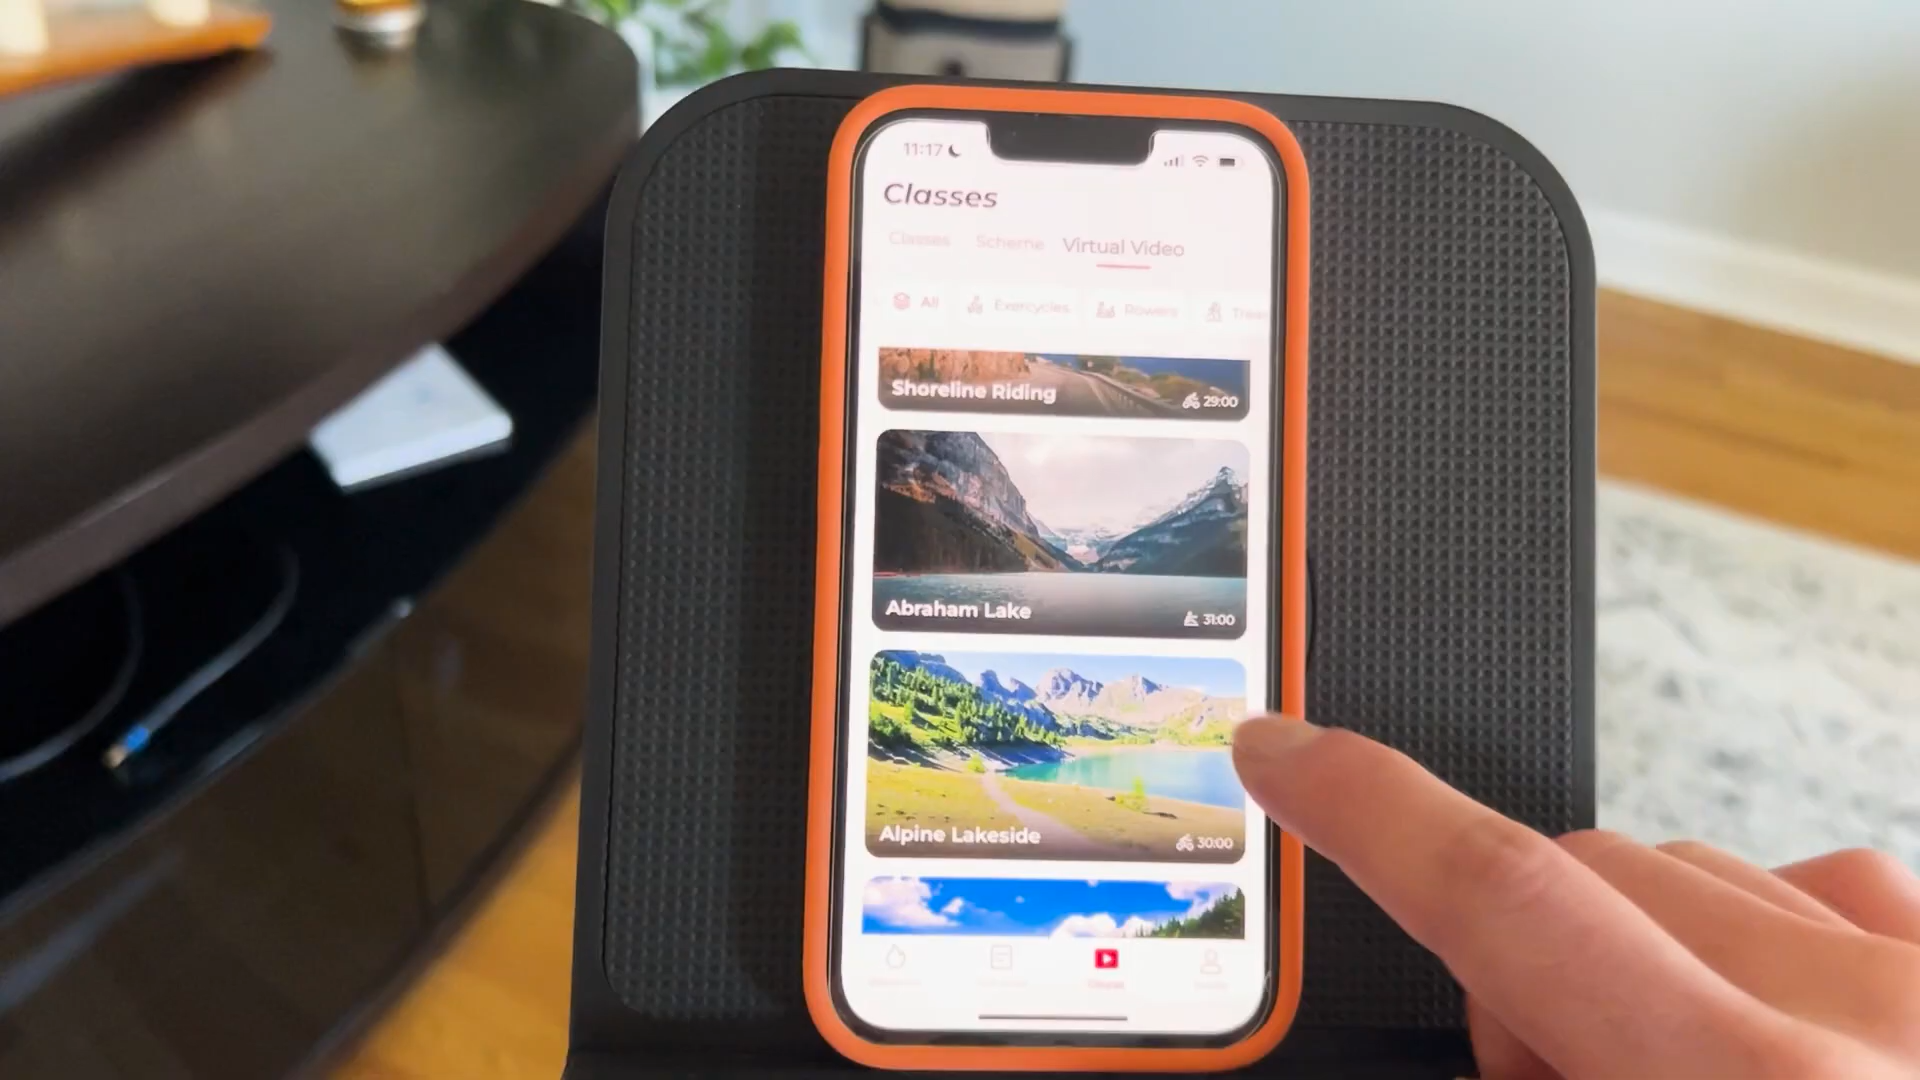 11:17
Classes
Classes Scheme Virtual Video
All Exercycles Rowers
Shoreline Riding 29:00
Abraham Lake 31:00
Alpine Lakeside 30:00